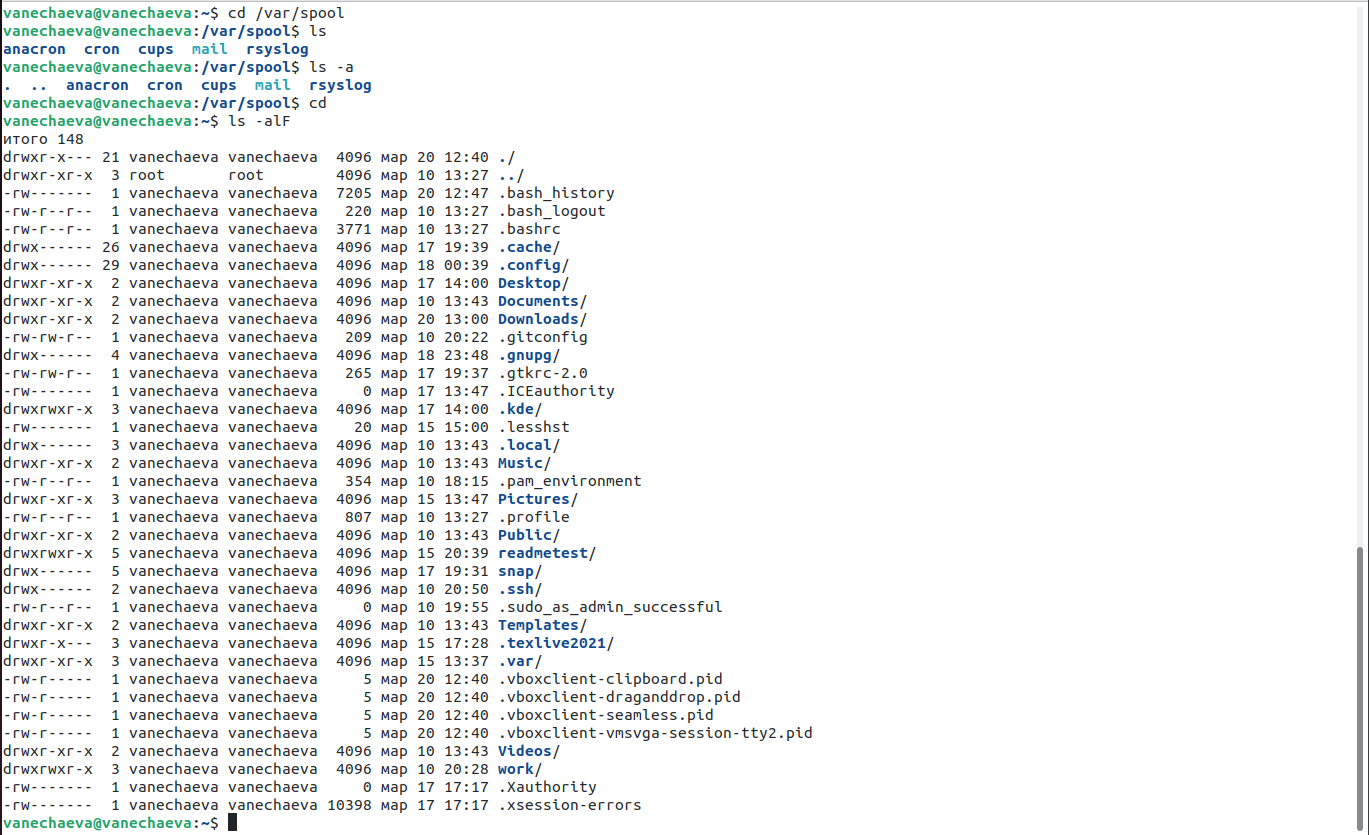 vanechaeva@vanechaeva:~$ cd /var/spool
vanechaeva@vanechaeva:/var/spool$ ls
anacron  cron  cups  mail  rsyslog
vanechaeva@vanechaeva:/var/spool$ ls -a
.  ..  anacron  cron  cups  mail  rsyslog
vanechaeva@vanechaeva:/var/spool$ cd
vanechaeva@vanechaeva:~$ ls -alF
итого 148
drwxr-x--- 21 vanechaeva vanechaeva  4096 мар 20 12:40 ./
drwxr-xr-x  3 root       root        4096 мар 10 13:27 ../
-rw-------  1 vanechaeva vanechaeva  7205 мар 20 12:47 .bash_history
-rw-r--r--  1 vanechaeva vanechaeva   220 мар 10 13:27 .bash_logout
-rw-r--r--  1 vanechaeva vanechaeva  3771 мар 10 13:27 .bashrc
drwx------ 26 vanechaeva vanechaeva  4096 мар 17 19:39 .cache/
drwx------ 29 vanechaeva vanechaeva  4096 мар 18 00:39 .config/
drwxr-xr-x  2 vanechaeva vanechaeva  4096 мар 17 14:00 Desktop/
drwxr-xr-x  2 vanechaeva vanechaeva  4096 мар 10 13:43 Documents/
drwxr-xr-x  2 vanechaeva vanechaeva  4096 мар 20 13:00 Downloads/
-rw-rw-r--  1 vanechaeva vanechaeva   209 мар 10 20:22 .gitconfig
drwx------  4 vanechaeva vanechaeva  4096 мар 18 23:48 .gnupg/
-rw-rw-r--  1 vanechaeva vanechaeva   265 мар 17 19:37 .gtkrc-2.0
-rw-------  1 vanechaeva vanechaeva     0 мар 17 13:47 .ICEauthority
drwxrwxr-x  3 vanechaeva vanechaeva  4096 мар 17 14:00 .kde/
-rw-------  1 vanechaeva vanechaeva    20 мар 15 15:00 .lesshst
drwx------  3 vanechaeva vanechaeva  4096 мар 10 13:43 .local/
drwxr-xr-x  2 vanechaeva vanechaeva  4096 мар 10 13:43 Music/
-rw-r--r--  1 vanechaeva vanechaeva   354 мар 10 18:15 .pam_environment
drwxr-xr-x  3 vanechaeva vanechaeva  4096 мар 15 13:47 Pictures/
-rw-r--r--  1 vanechaeva vanechaeva   807 мар 10 13:27 .profile
drwxr-xr-x  2 vanechaeva vanechaeva  4096 мар 10 13:43 Public/
drwxrwxr-x  5 vanechaeva vanechaeva  4096 мар 15 20:39 readmetest/
drwx------  5 vanechaeva vanechaeva  4096 мар 17 19:31 snap/
drwx------  2 vanechaeva vanechaeva  4096 мар 10 20:50 .ssh/
-rw-r--r--  1 vanechaeva vanechaeva     0 мар 10 19:55 .sudo_as_admin_successful
drwxr-xr-x  2 vanechaeva vanechaeva  4096 мар 10 13:43 Templates/
drwxr-x---  3 vanechaeva vanechaeva  4096 мар 15 17:28 .texlive2021/
drwxr-xr-x  3 vanechaeva vanechaeva  4096 мар 15 13:37 .var/
-rw-r-----  1 vanechaeva vanechaeva     5 мар 20 12:40 .vboxclient-clipboard.pid
-rw-r-----  1 vanechaeva vanechaeva     5 мар 20 12:40 .vboxclient-draganddrop.pid
-rw-r-----  1 vanechaeva vanechaeva     5 мар 20 12:40 .vboxclient-seamless.pid
-rw-r-----  1 vanechaeva vanechaeva     5 мар 20 12:40 .vboxclient-vmsvga-session-tty2.pid
drwxr-xr-x  2 vanechaeva vanechaeva  4096 мар 10 13:43 Videos/
drwxrwxr-x  3 vanechaeva vanechaeva  4096 мар 10 20:28 work/
-rw-------  1 vanechaeva vanechaeva     0 мар 17 17:17 .Xauthority
-rw-------  1 vanechaeva vanechaeva 10398 мар 17 17:17 .xsession-errors
vanechaeva@vanechaeva:~$